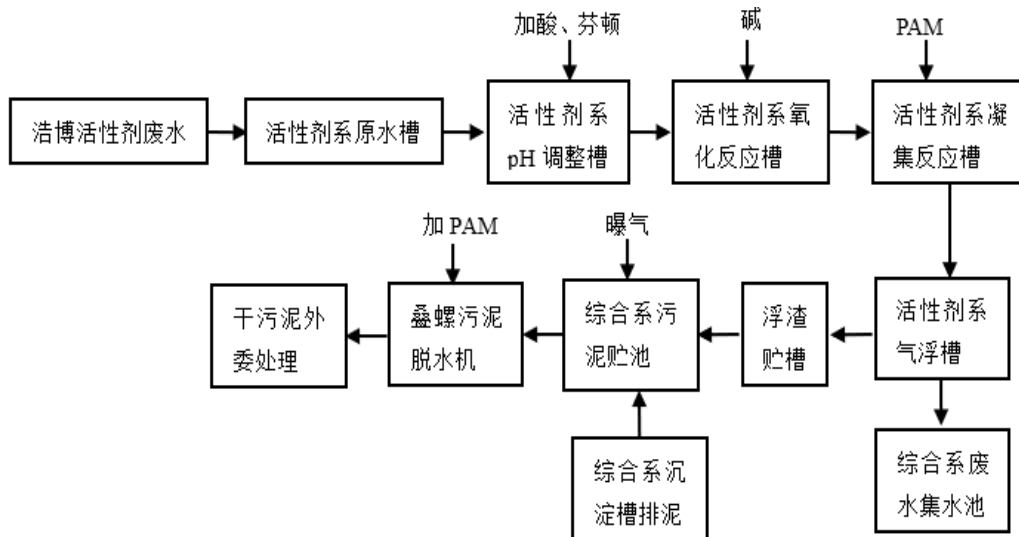 加酸、芬顿
碱
PAM
浩博活性剂废水
活性剂系原水槽
活性剂系
pH 调整槽
活性剂系氧
化反应槽
活性剂系凝
集反应槽
加 PAM
曝气
干污泥外
委处理
叠螺污泥
脱水机
综合系污
泥贮池
浮渣
贮槽
活性剂系
气浮槽
综合系沉
淀槽排泥
综合系废
水集水池